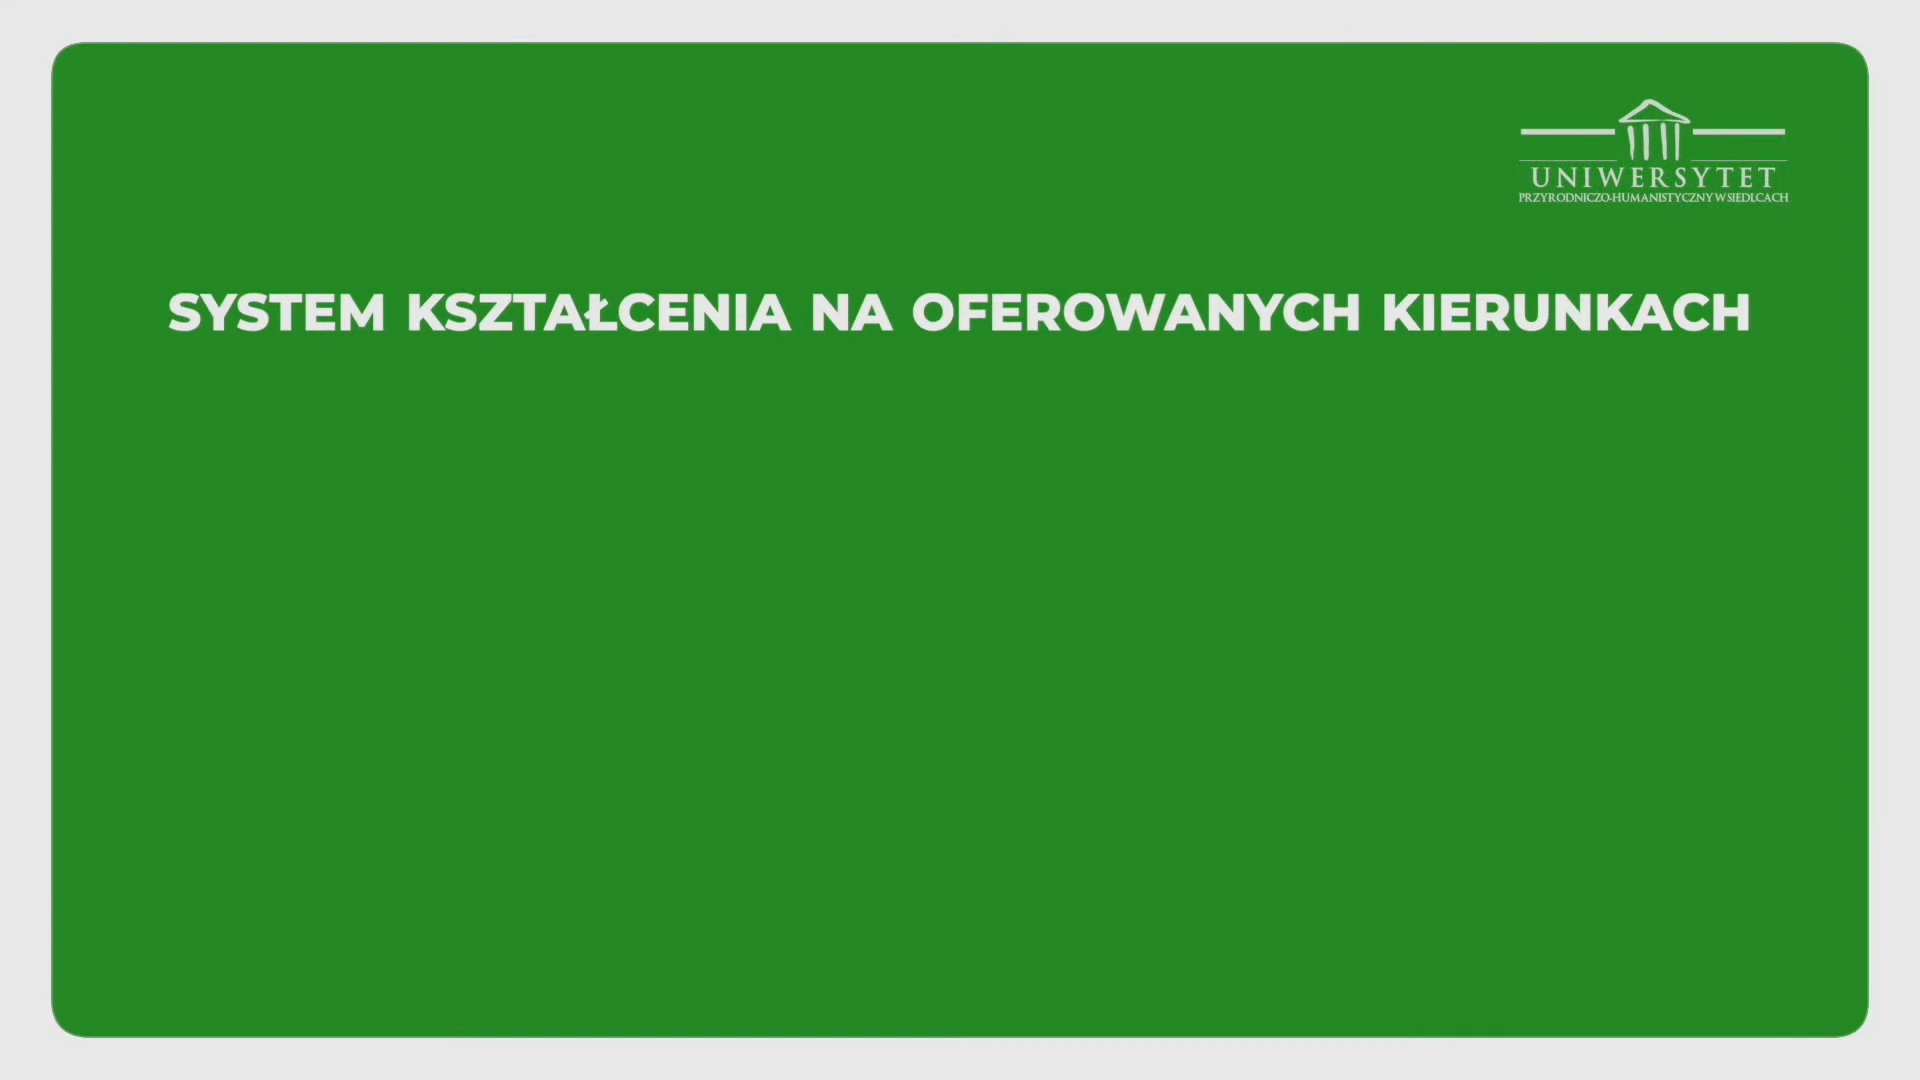 UNIWERSYTET
PRZYRODNICZO-HUMANISTYCZNY W SIEDLCACH
SYSTEM KSZTAŁCENIA NA OFEROWANYCH KIERUNKACH